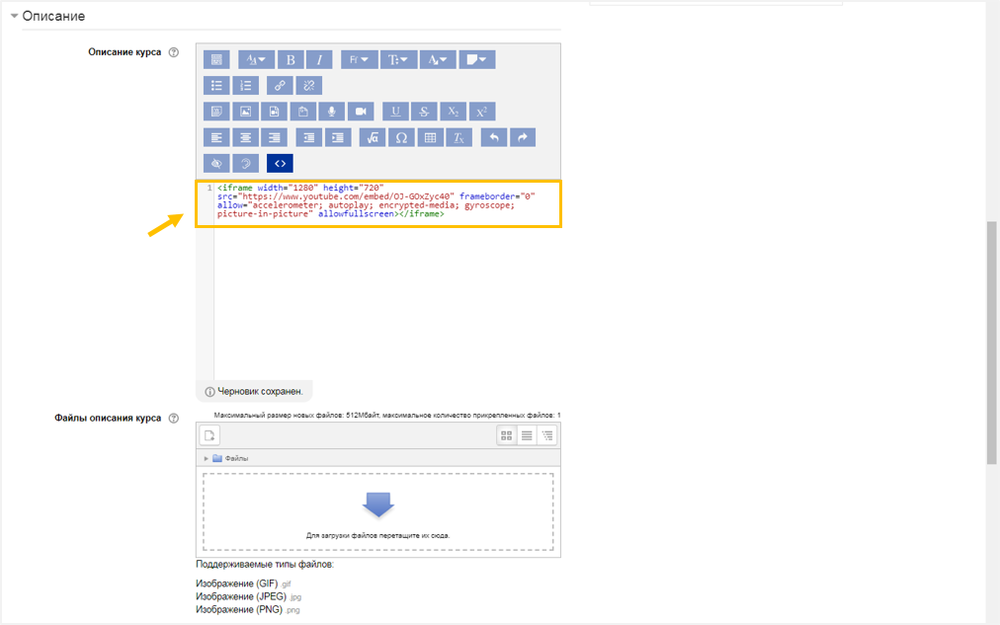 Описание
Описание курса
1 <iframe width="1280" height="720"
src="https://www.youtube.com/embed/OJ-GOxZyc40" frameborder="0"
allow="accelerometer; autoplay; encrypted-media; gyroscope;
picture-in-picture" allowfullscreen></iframe>
Черновик сохранен.
Файлы описания курса
Максимальный размер новых файлов: 512Мбайт, максимальное количество прикрепленных файлов: 1
Файлы
Для загрузки файлов перетащите их сюда.
Поддерживаемые типы файлов:
Изображение (GIF) .gif
Изображение (JPEG) .jpg
Изображение (PNG) .png